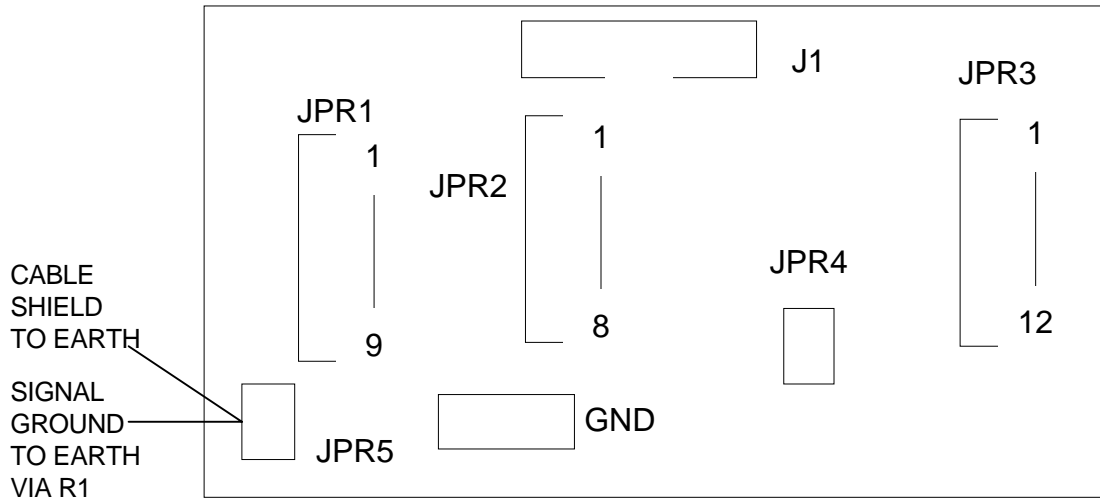 J1
JPR3
JPR1
1
9
JPR2
1
8
1
12
JPR4
CABLE
SHIELD
TO EARTH
SIGNAL
GROUND
TO EARTH
VIA R1
JPR5
GND